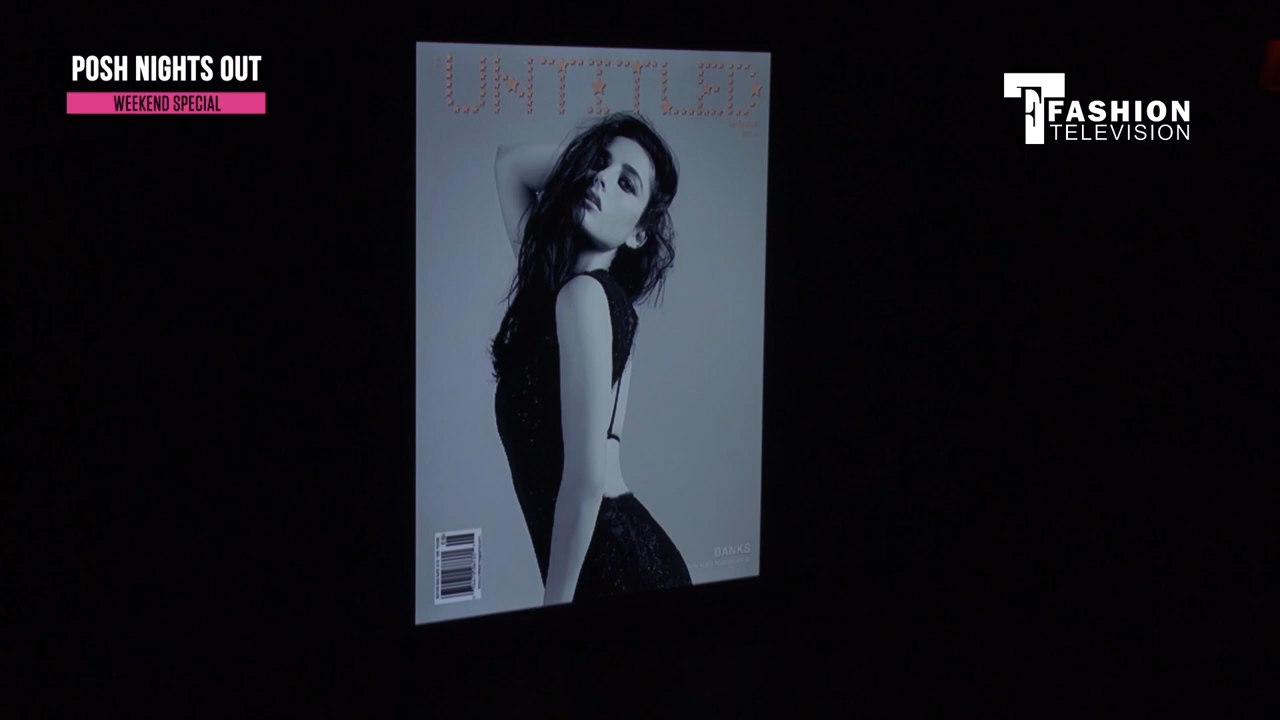 POSH NIGHTS OUT
WEEKEND SPECIAL
FASHION
TELEVISION
UNTITLED
BANKS